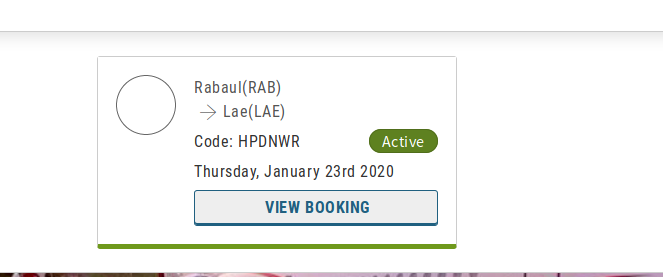 Rabaul(RAB)
→ Lae(LAE)
Code: HPDNWR
Active
Thursday, January 23rd 2020
VIEW BOOKING